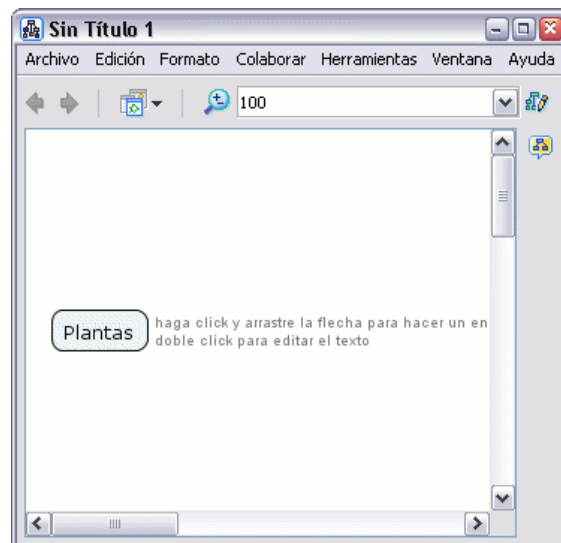 Sin Título 1
Archivo Edición Formato Colaborar Herramientas Ventana Ayuda
100
Plantas
haga click y arrastre la flecha para hacer un en
doble click para editar el texto